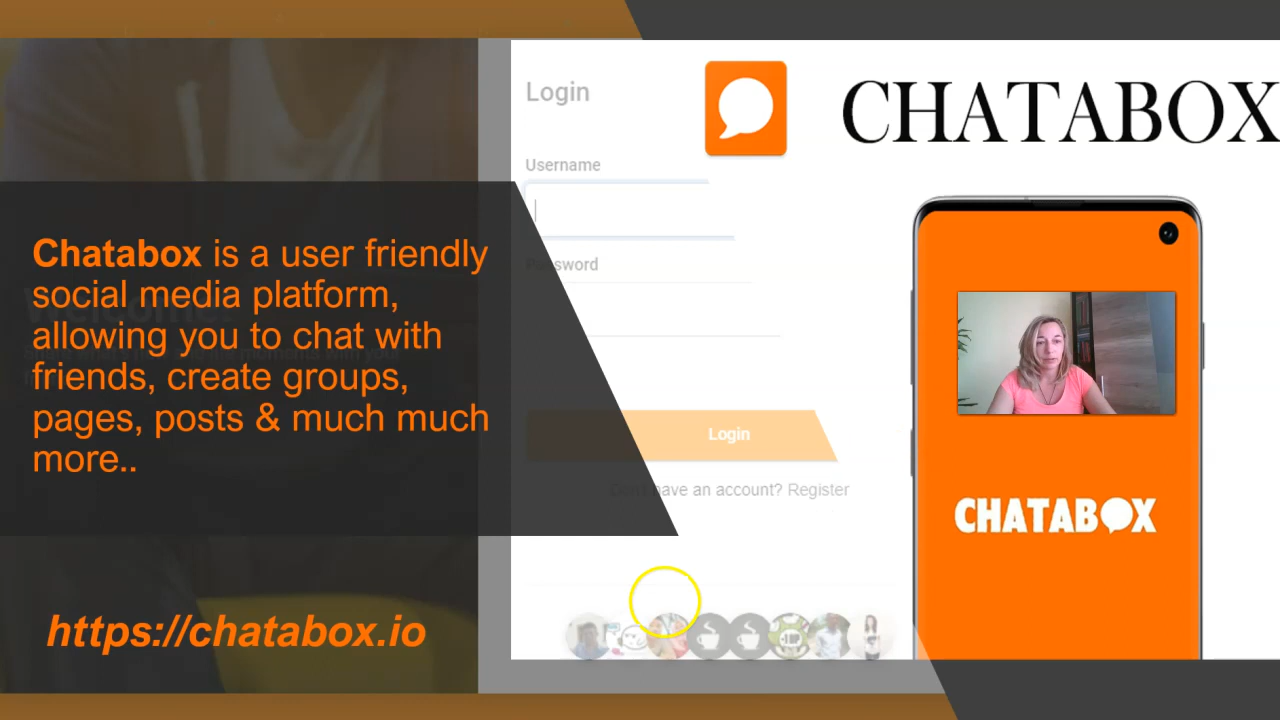 Login
CHATABOX
Username
Password
Chatabox is a user friendly
social media platform,
allowing you to chat with
friends, create groups,
pages, posts & much much
more..
Login
Don't have an account? Register
CHATABOX
https://chatabox.io